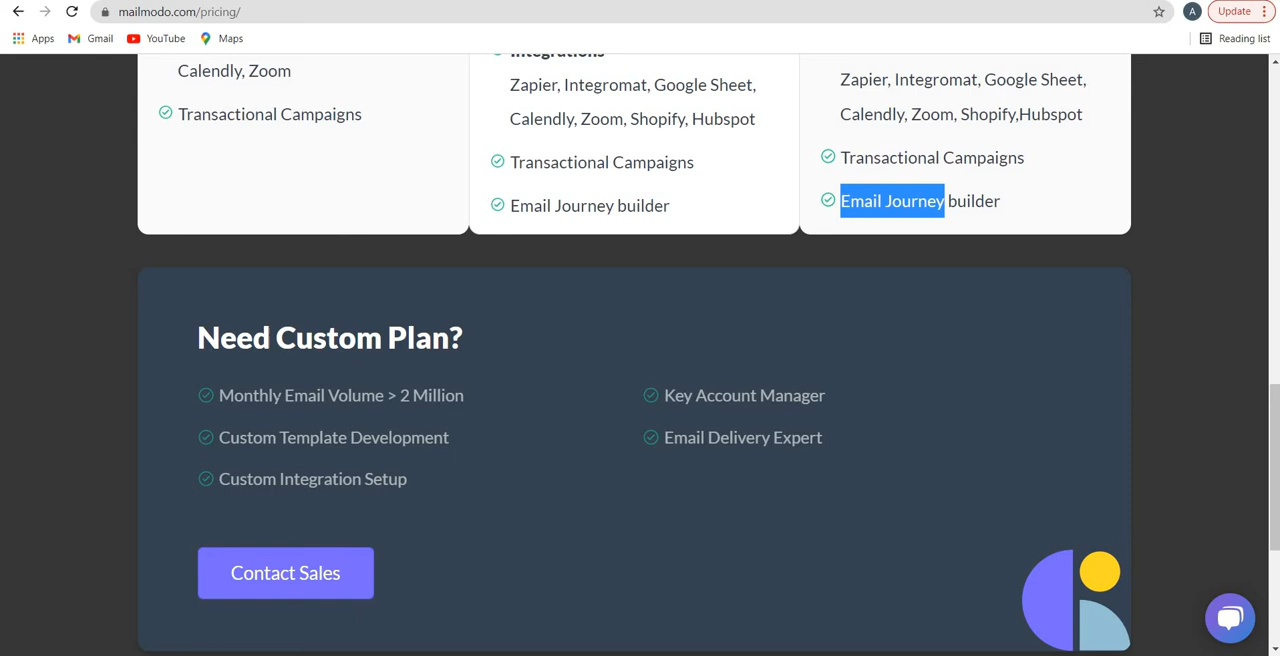 mailmodo.com/pricing/
A
Update
Apps
Gmail
YouTube
Maps
Reading list
Calendly, Zoom
Transactional Campaigns
Integrations
Zapier, Integromat, Google Sheet,
Calendly, Zoom, Shopify, Hubspot
Transactional Campaigns
Email Journey builder
Zapier, Integromat, Google Sheet,
Calendly, Zoom, Shopify,Hubspot
Transactional Campaigns
Email Journey builder
Need Custom Plan?
Monthly Email Volume > 2 Million
Custom Template Development
Custom Integration Setup
Key Account Manager
Email Delivery Expert
Contact Sales